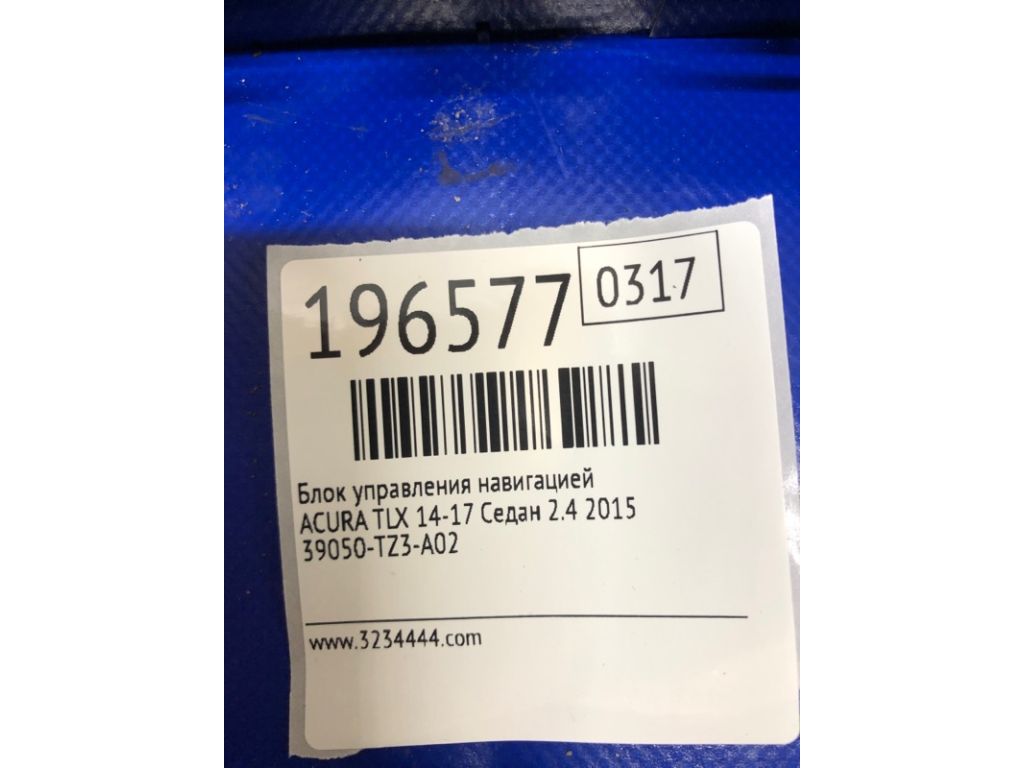 196577 0317
Блок управления навигацией
ACURA TLX 14-17 Седан 2.4 2015
39050-TZ3-A02
www.3234444.com